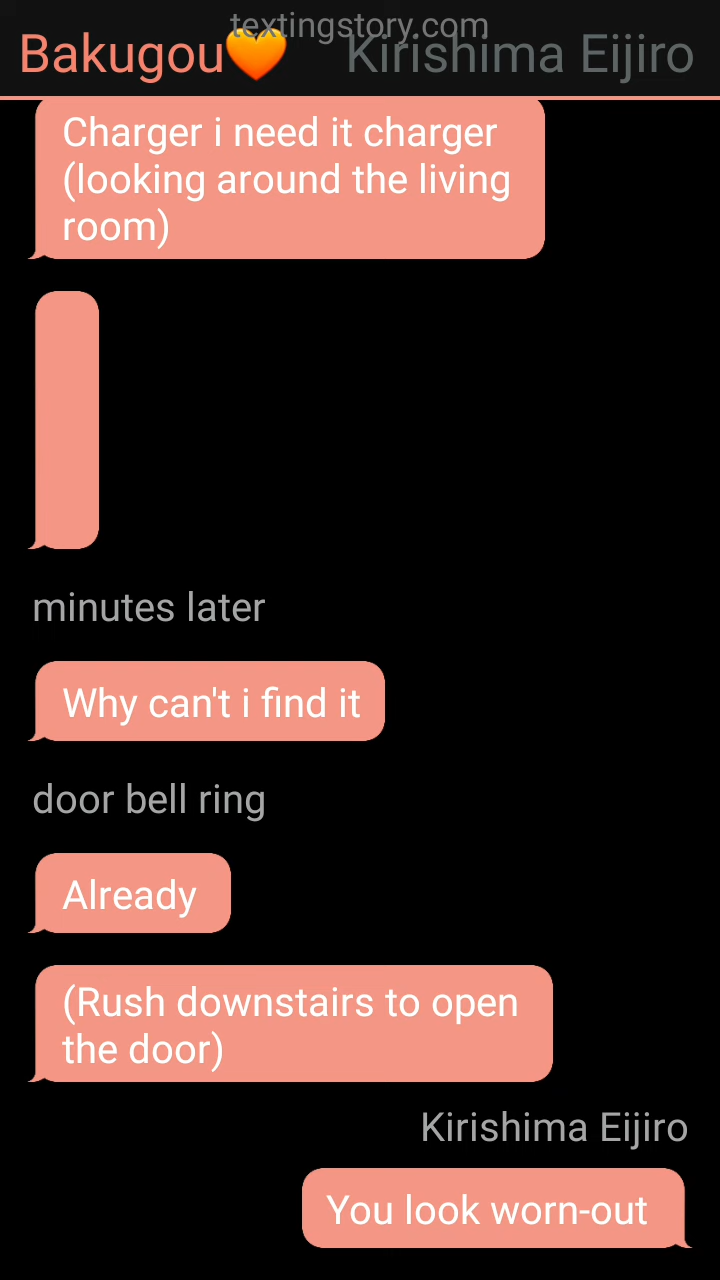 textingstory.com
Bakugou🧡 Kirishima Eijiro
Charger i need it charger
(looking around the living
room)
minutes later
Why can't i find it
door bell ring
Already
(Rush downstairs to open
the door)
Kirishima Eijiro
You look worn-out